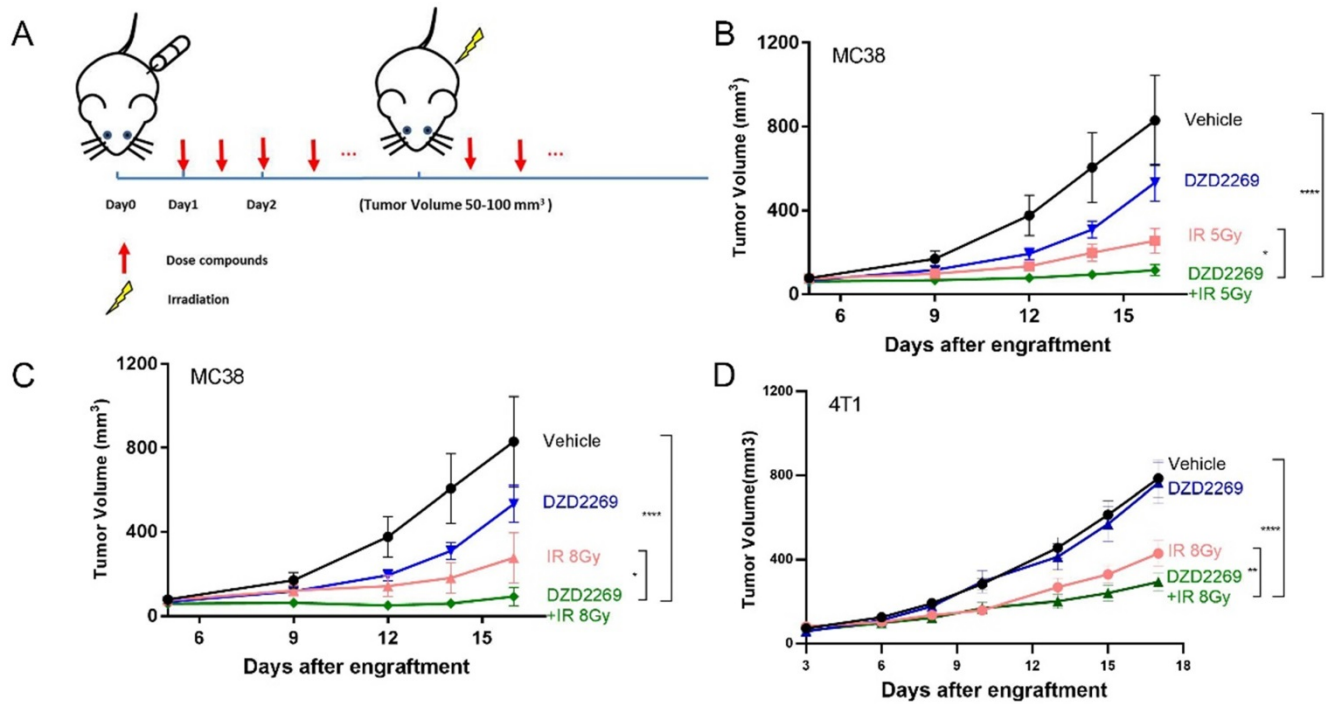 A
Day0
Day1
Day2
(Tumor Volume 50-100 mm³ )
...
...
Dose compounds
Irradiation
B
MC38
Tumor Volume (mm³)
1200
800
400
0
6
9
12
15
Days after engraftment
Vehicle
DZD2269
IR 5Gy
DZD2269
+IR 5Gy
****
*
C
MC38
Tumor Volume (mm³)
1200
800
400
0
6
9
12
15
Days after engraftment
Vehicle
DZD2269
IR 8Gy
DZD2269
+IR 8Gy
****
*
D
4T1
Tumor Volume(mm3)
1200
800
400
0
3
6
9
12
15
18
Days after engraftment
Vehicle
DZD2269
IR 8Gy
DZD2269
+IR 8Gy
****
**